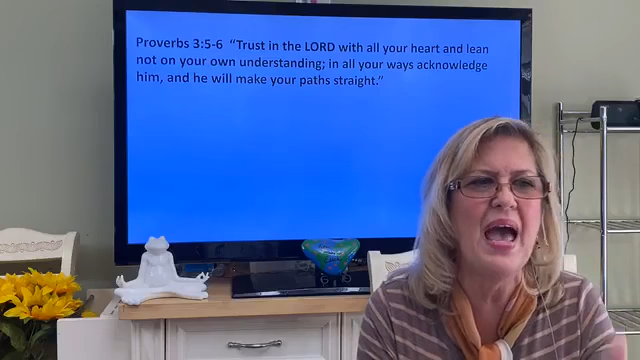 Proverbs 3:5-6  “Trust in the LORD with all your heart and lean
not on your own understanding; in all your ways acknowledge
him, and he will make your paths straight.”